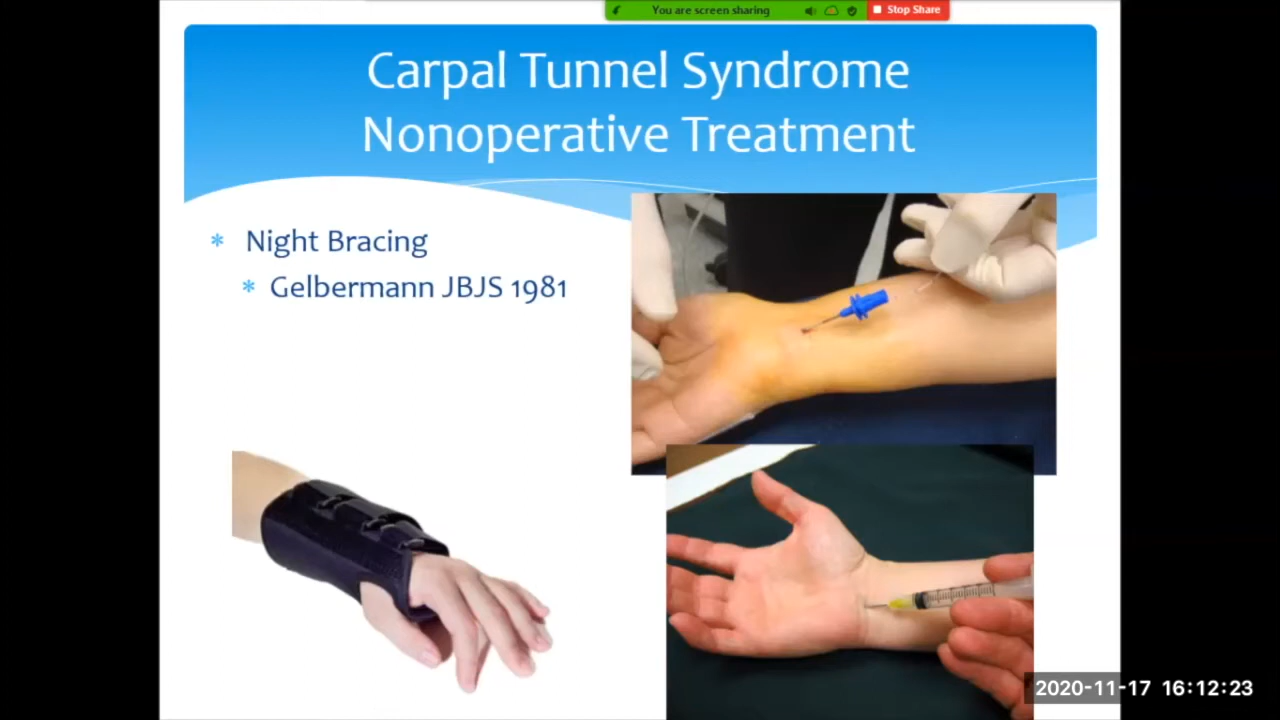 You are screen sharing
Stop Share
Carpal Tunnel Syndrome
Nonoperative Treatment
* Night Bracing
* Gelbermann JBJS 1981
2020-11-17 16:12:23